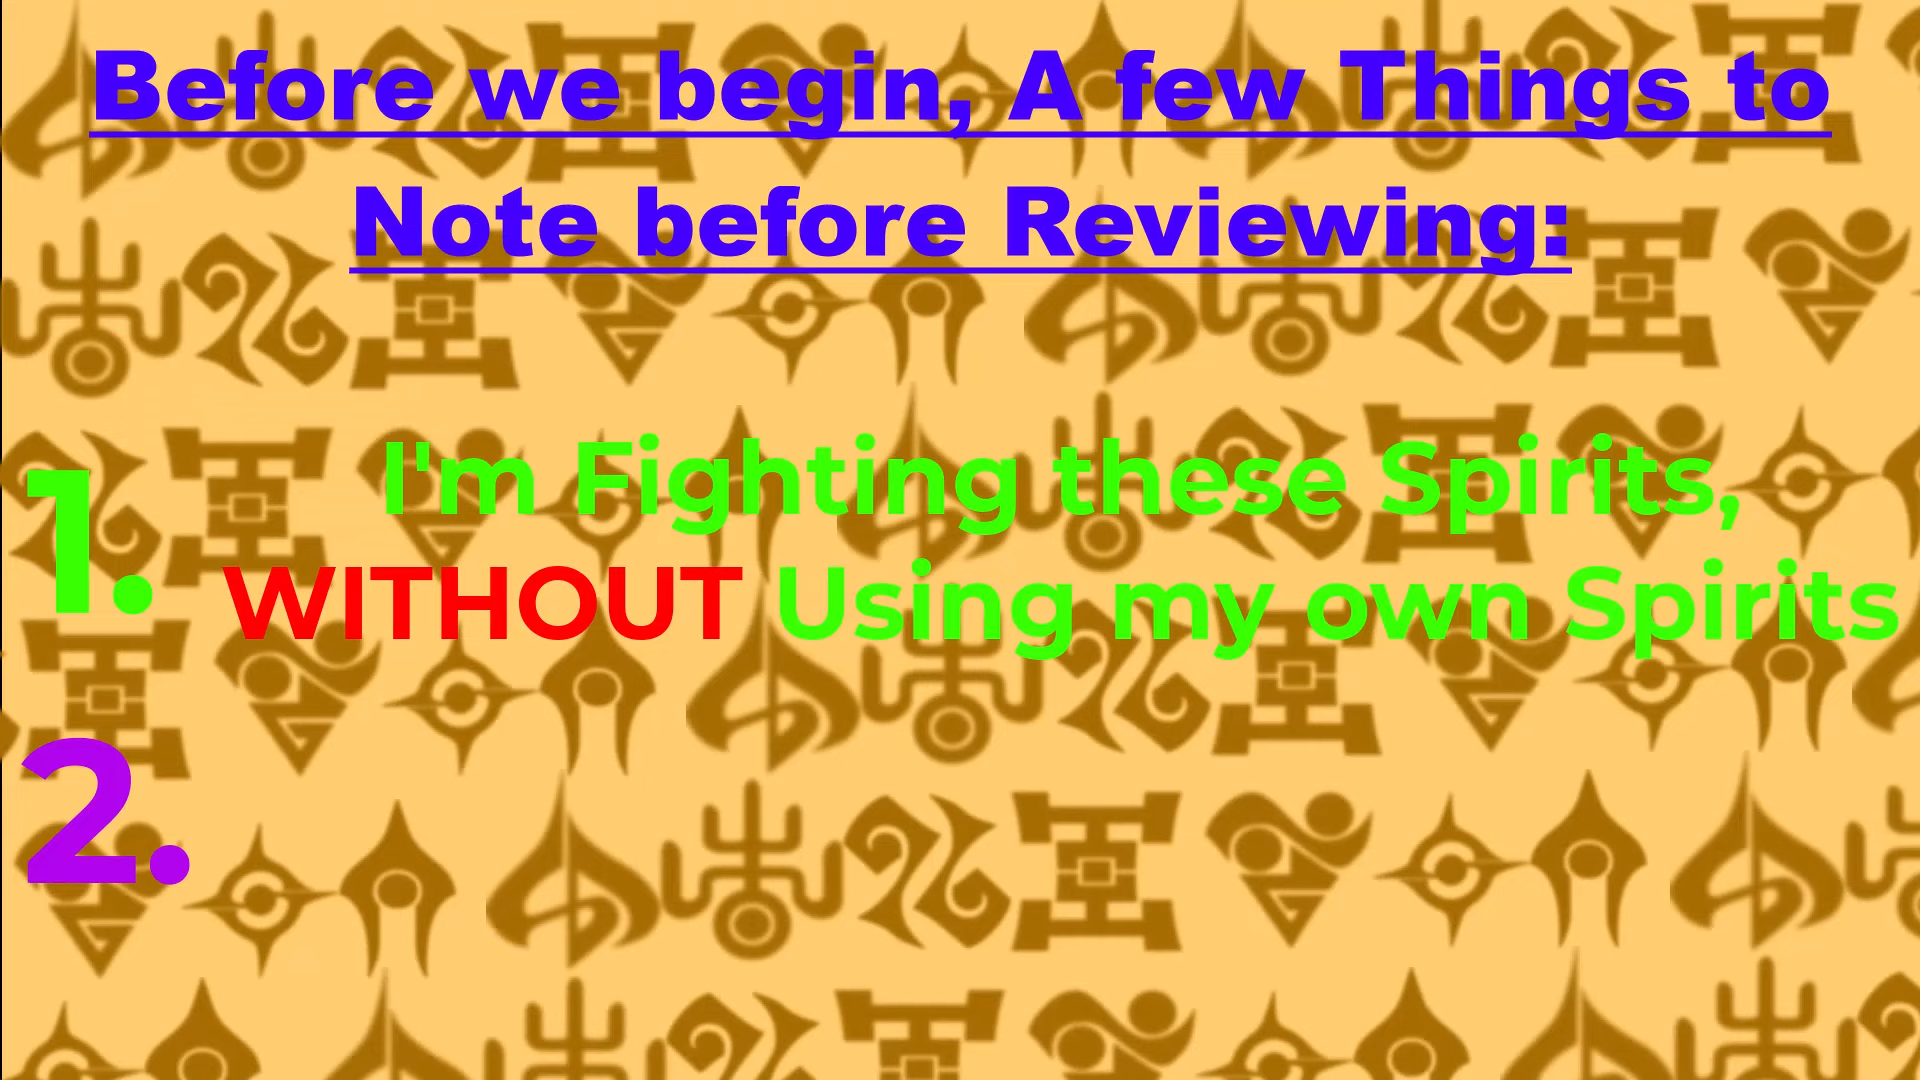 Before we begin, A few Things to
Note before Reviewing:
1. I'm Fighting these Spirits,
WITHOUT Using my own Spirits
2.